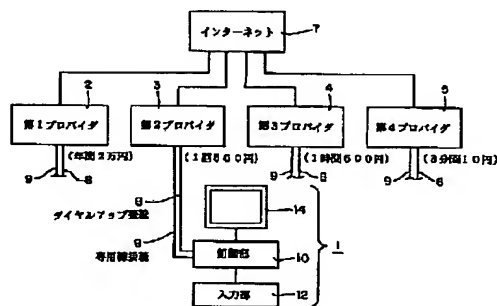 インターネット
7
2
3
4
5
第1プロバイダ
第2プロバイダ
第3プロバイダ
第4プロバイダ
(年間2万円)
(1回500円)
(1時間600円)
(3分間10円)
9
8
9
8
9
8
8
ダイヤルアップ接続
9
専用線接続
14
1
制御部
10
入力部
12